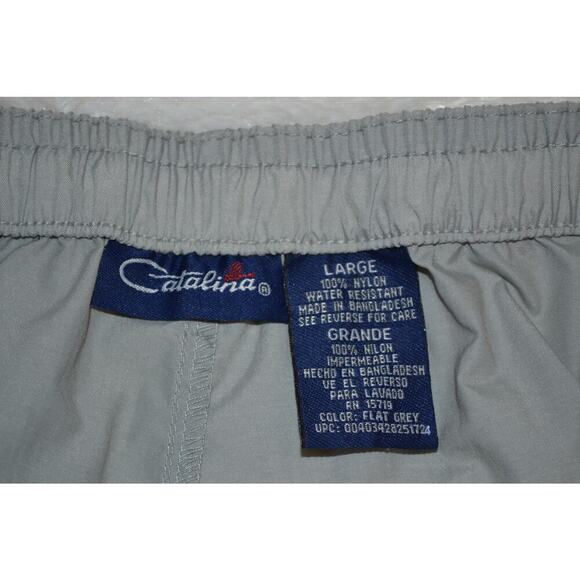 Catalina®
LARGE
100% NYLON
WATER RESISTANT
MADE IN BANGLADESH
SEE REVERSE FOR CARE
GRANDE
100% NILON
IMPERMEABLE
HECHO EN BANGLADESH
VE EL REVERSO
PARA LAVADO
RN 15719
COLOR: FLAT GREY
UPC: 00403428251724